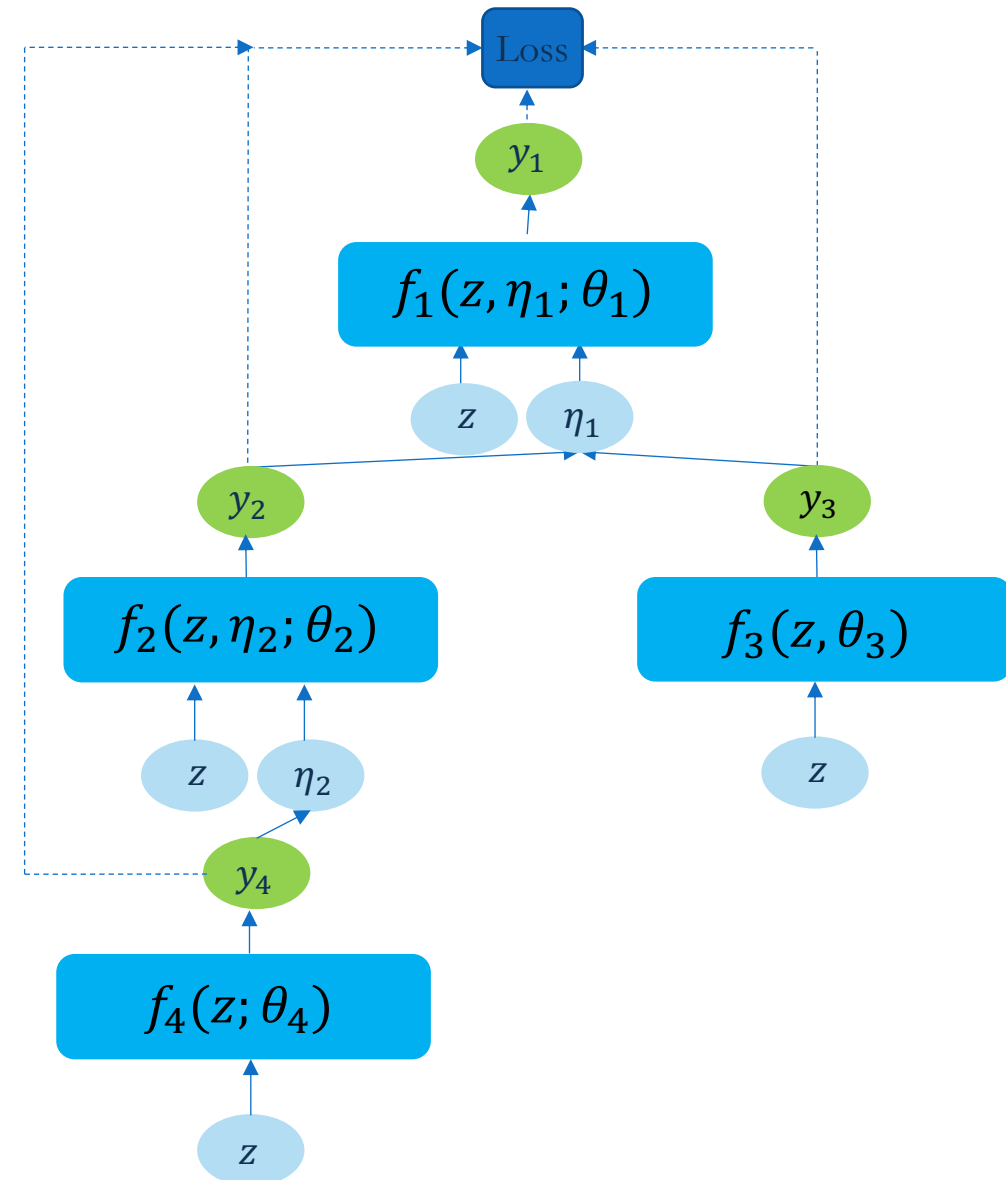 Loss
y₁
f₁(z, η₁; θ₁)
z
η₁
y₂
y₃
f₂(z, η₂; θ₂)
f₃(z, θ₃)
z
η₂
z
y₄
f₄(z; θ₄)
z